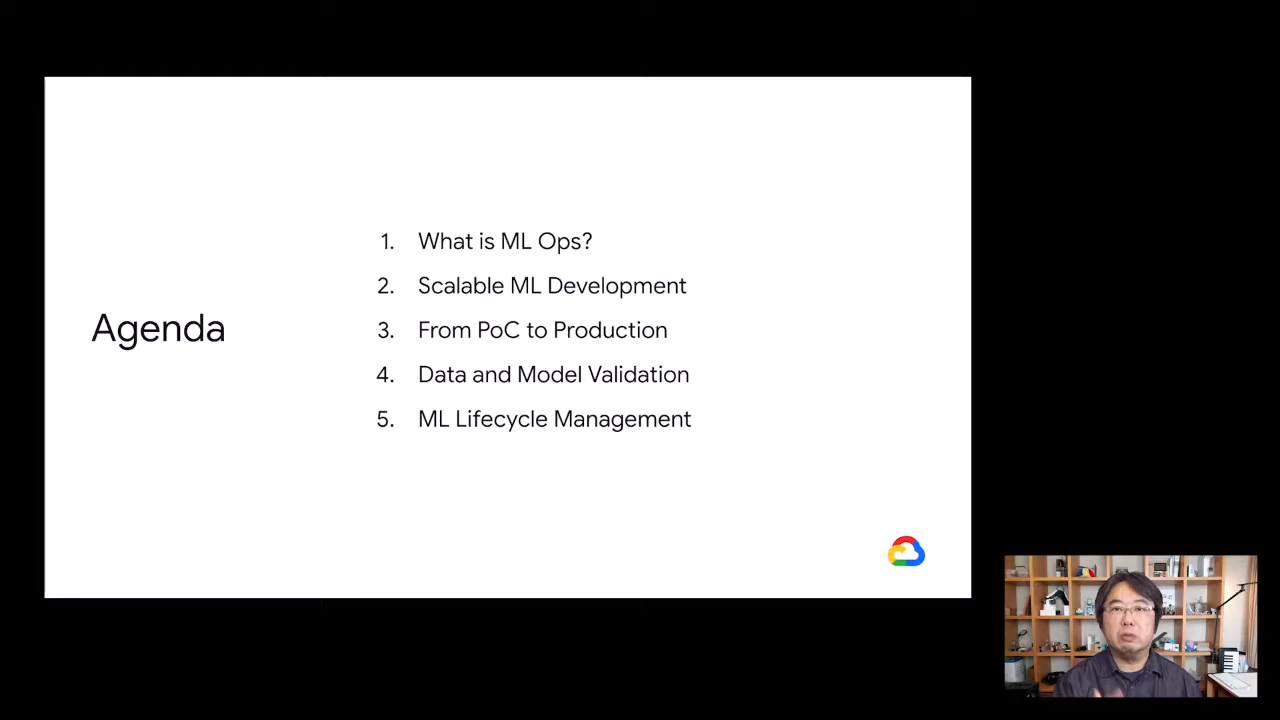 Agenda
1. What is ML Ops?
2. Scalable ML Development
3. From PoC to Production
4. Data and Model Validation
5. ML Lifecycle Management